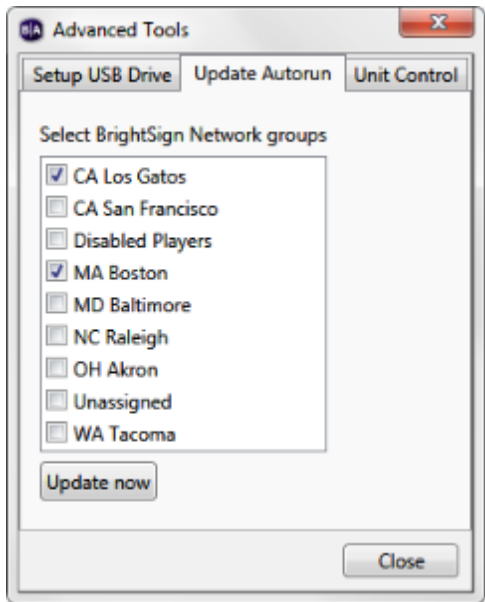 B|A Advanced Tools
Setup USB Drive Update Autorun Unit Control
Select BrightSign Network groups
CA Los Gatos
CA San Francisco
Disabled Players
MA Boston
MD Baltimore
NC Raleigh
OH Akron
Unassigned
WA Tacoma
Update now
Close